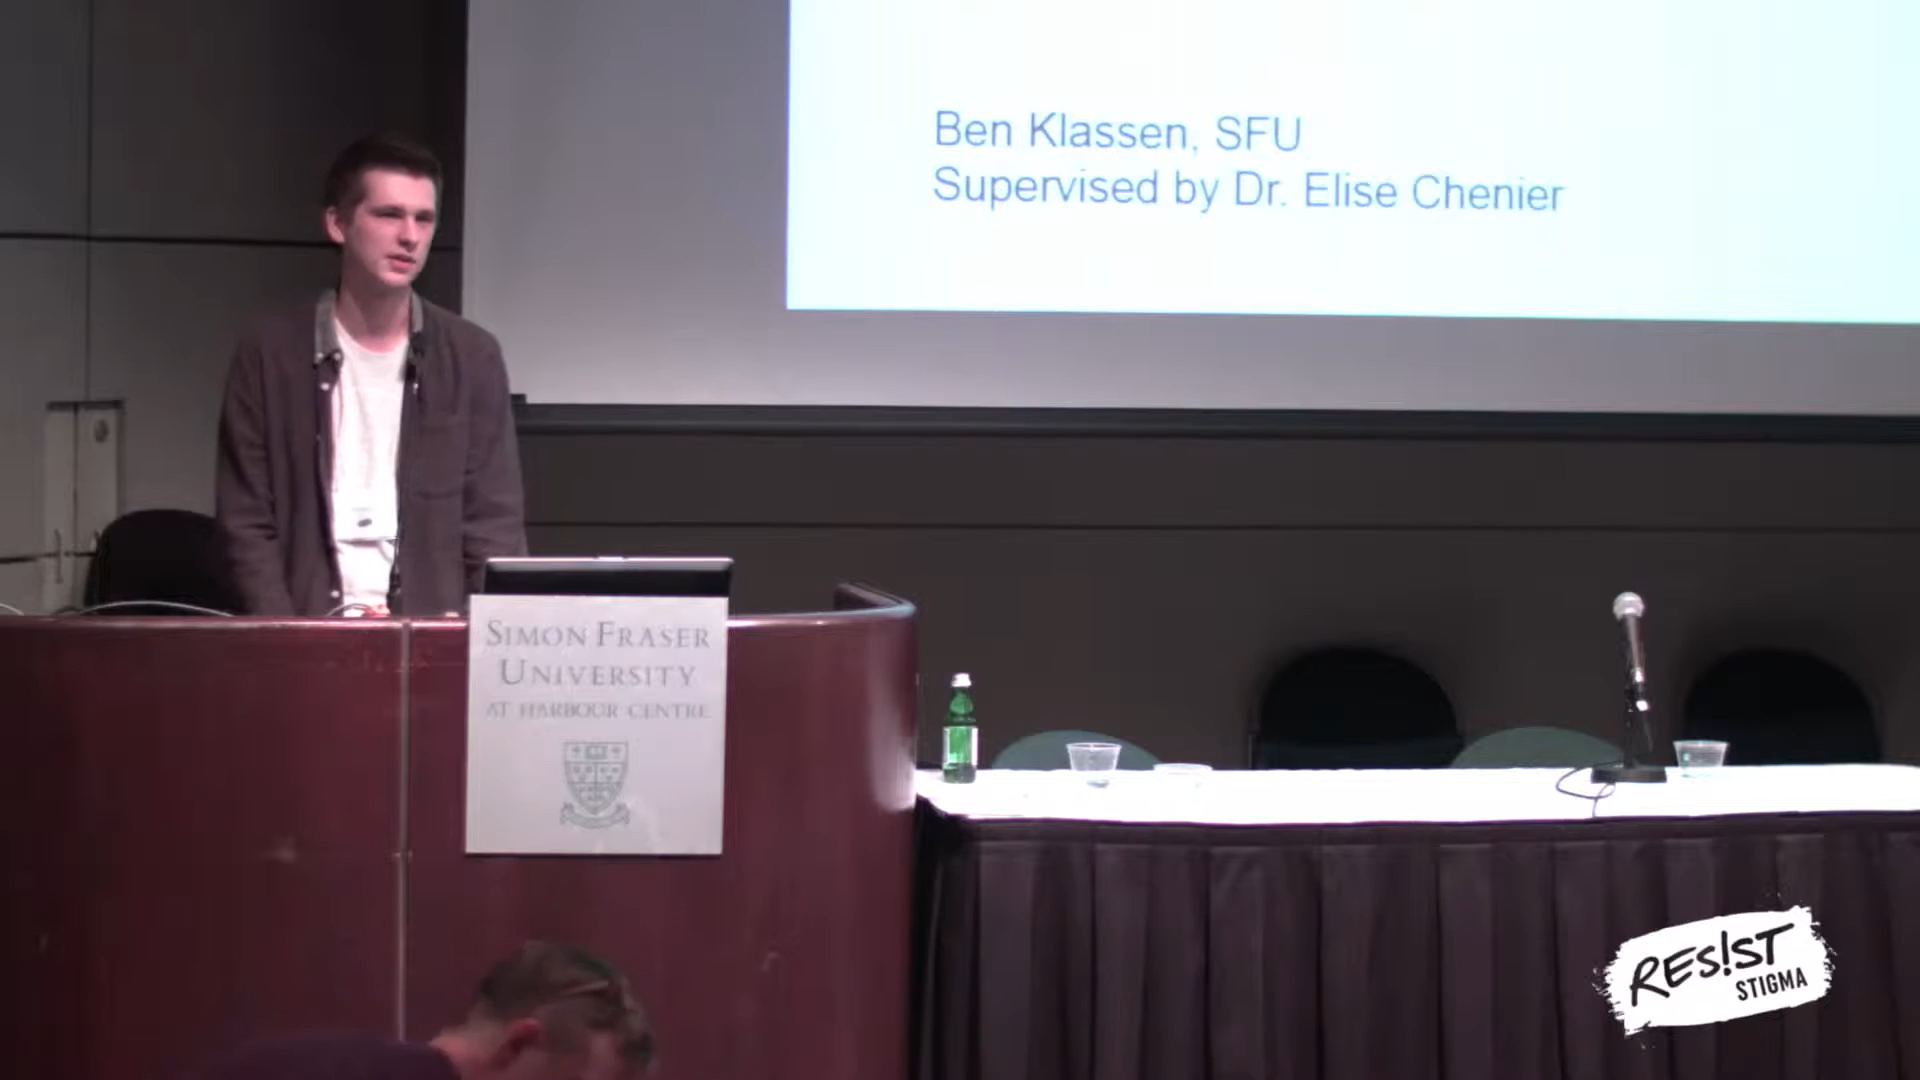 Ben Klassen, SFU
Supervised by Dr. Elise Chenier
SIMON FRASER
UNIVERSITY
AT HARBOUR CENTRE
RES!ST
STIGMA